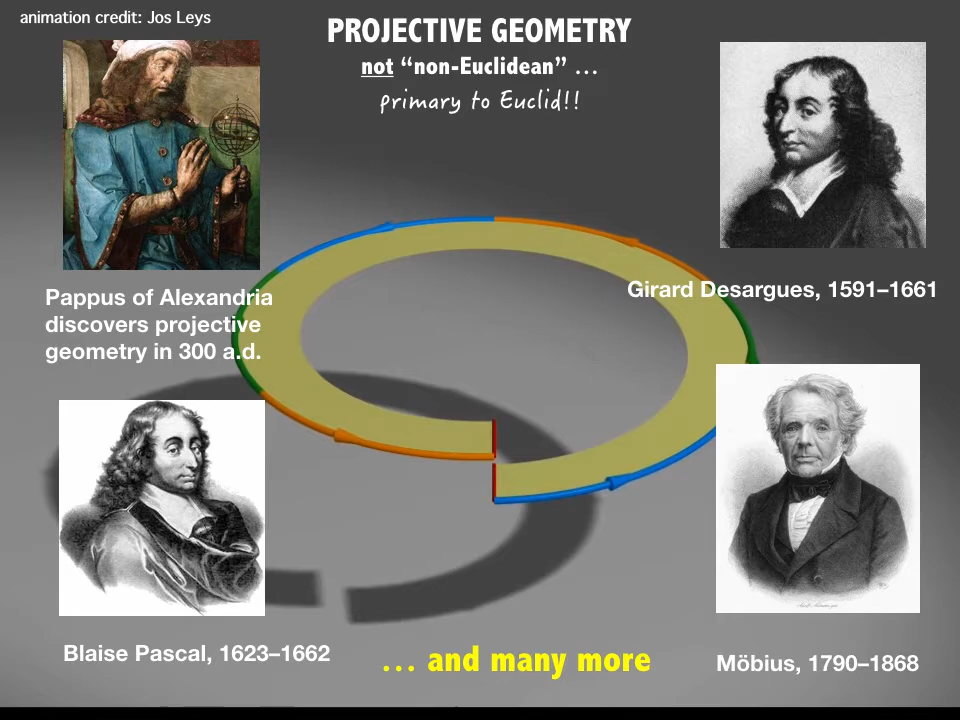 animation credit: Jos Leys
PROJECTIVE GEOMETRY
not “non-Euclidean” …
primary to Euclid!!
Pappus of Alexandria
discovers projective
geometry in 300 a.d.
Girard Desargues, 1591–1661
Blaise Pascal, 1623–1662
… and many more
Möbius, 1790–1868